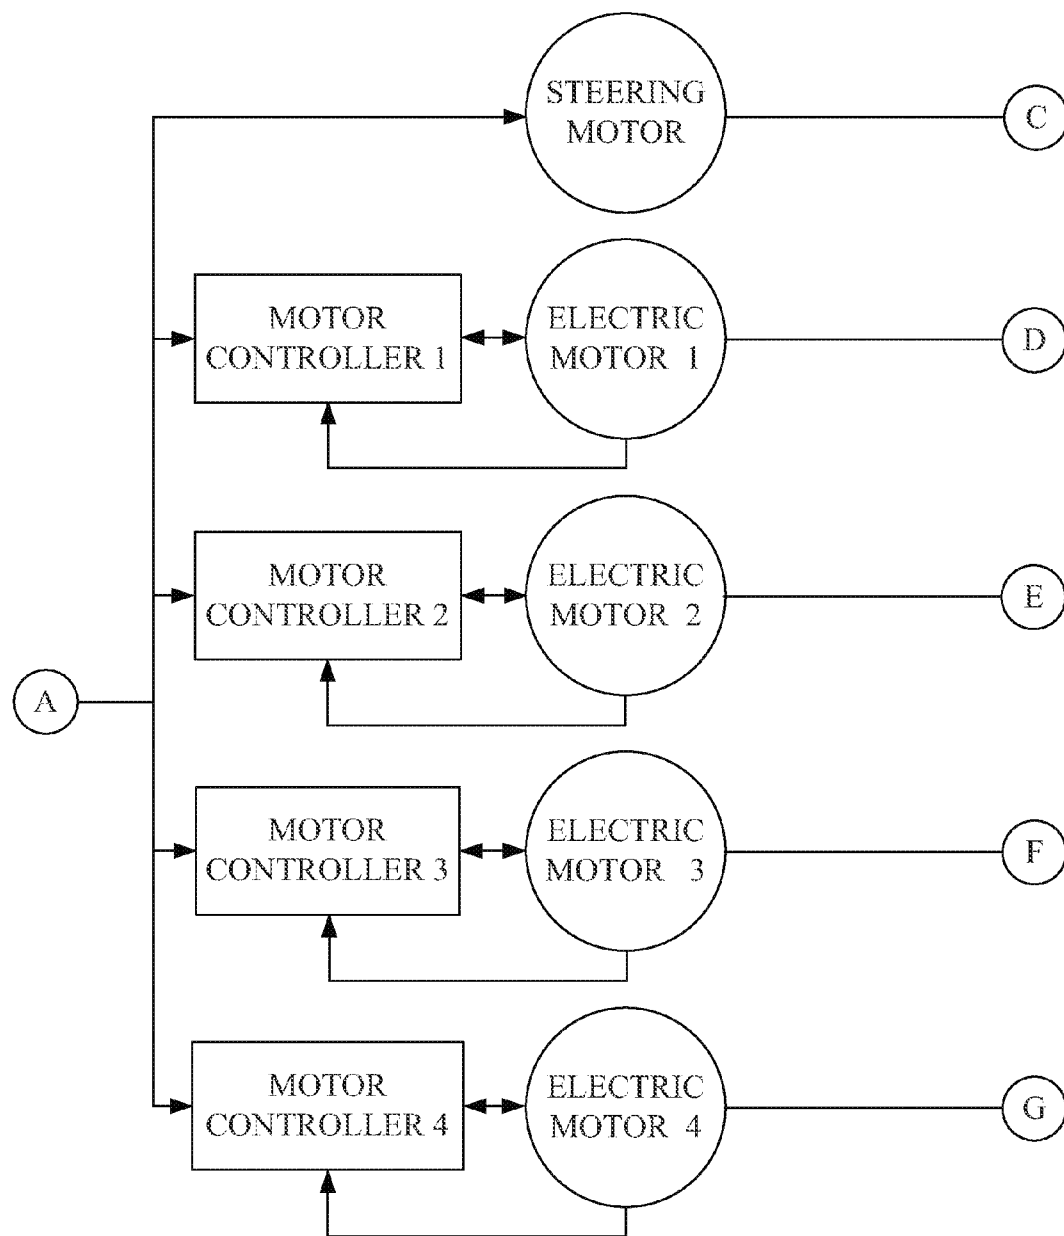 STEERING
MOTOR
C
MOTOR
CONTROLLER 1
ELECTRIC
MOTOR 1
D
MOTOR
CONTROLLER 2
ELECTRIC
MOTOR 2
E
A
MOTOR
CONTROLLER 3
ELECTRIC
MOTOR 3
F
MOTOR
CONTROLLER 4
ELECTRIC
MOTOR 4
G